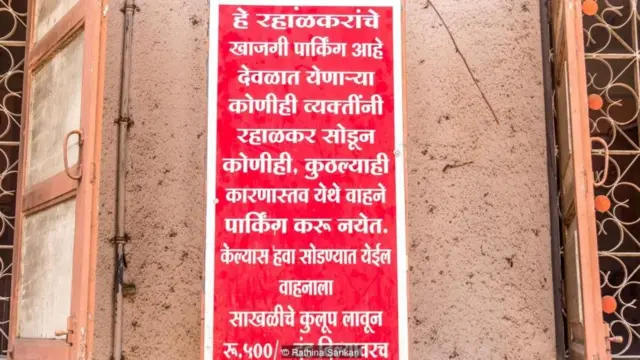 हे रहाळकरांचे
खाजगी पार्किंग आहे
देवळात येणाऱ्या
कोणीही व्यक्तींनी
रहाळकर सोडून
कोणीही, कुठल्याही
कारणास्तव येथे वाहने
पार्किंग करू नयेत.
केल्यास हवा सोडण्यात येईल
वाहनाला
साखळीचे कुलूप लावून
रू.५००/
© Rathina Sankari